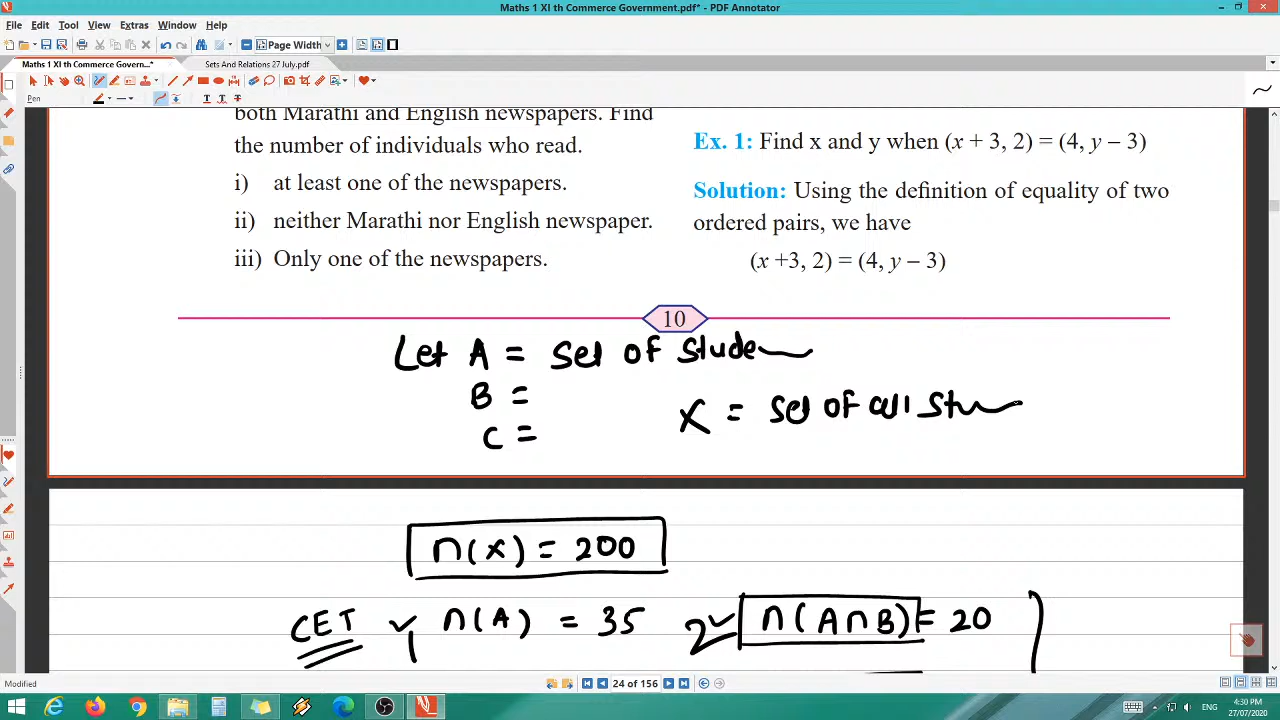 Maths 1 XI th Commerce Government.pdf* - PDF Annotator
File Edit Tool View Extras Window Help
Page Width
Maths 1 XI th Commerce Govern...* Sets And Relations 27 July.pdf
Pen
both Marathi and English newspapers. Find
the number of individuals who read.
i) at least one of the newspapers.
ii) neither Marathi nor English newspaper.
iii) Only one of the newspapers.
Ex. 1: Find x and y when (x + 3, 2) = (4, y – 3)
Solution: Using the definition of equality of two
ordered pairs, we have
(x +3, 2) = (4, y – 3)
10
Let A = Set of stude
B =
C =
X = Set of all Stu
n(X) = 200
CET n(A) = 35 n(A∩B) = 20
Modified
24 of 156
ENG
4:30 PM
27/07/2020